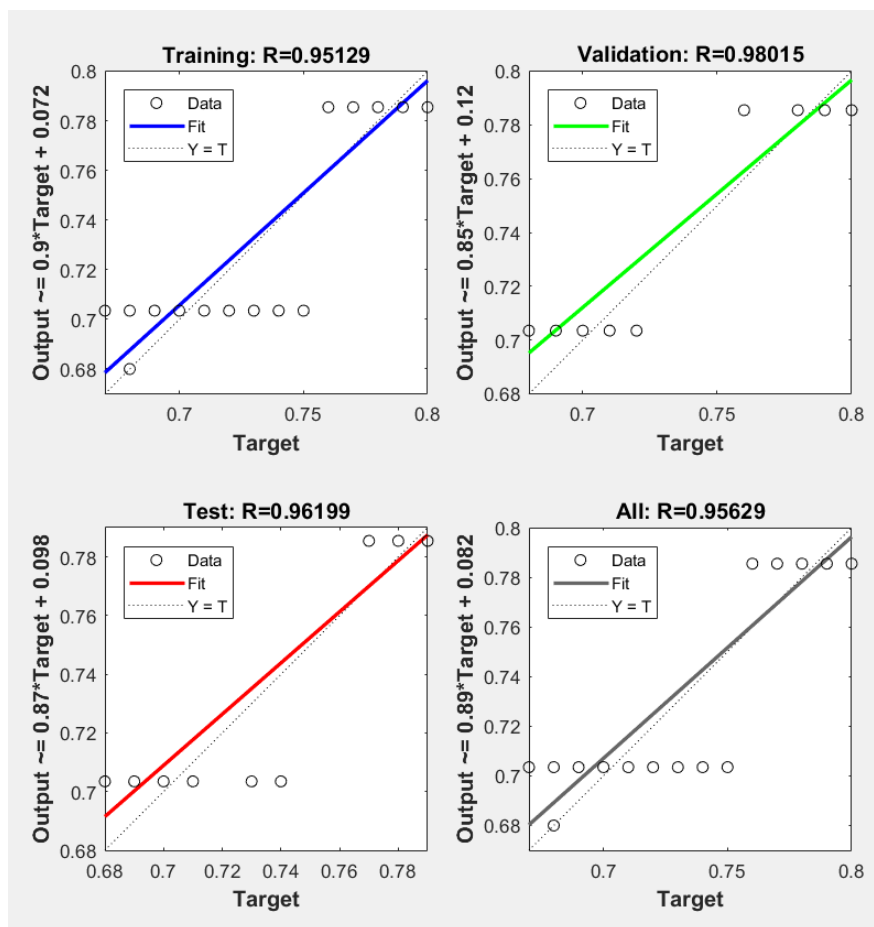 Training: R=0.95129
Output ~= 0.9*Target + 0.072
0.8
0.78
0.76
0.74
0.72
0.7
0.68
Data
Fit
Y = T
0.7
0.75
0.8
Target
Validation: R=0.98015
Output ~= 0.85*Target + 0.12
0.8
0.78
0.76
0.74
0.72
0.7
0.68
Data
Fit
Y = T
0.7
0.75
0.8
Target
Test: R=0.96199
Output ~= 0.87*Target + 0.098
0.78
0.76
0.74
0.72
0.7
0.68
Data
Fit
Y = T
0.68
0.7
0.72
0.74
0.76
0.78
Target
All: R=0.95629
Output ~= 0.89*Target + 0.082
0.8
0.78
0.76
0.74
0.72
0.7
0.68
Data
Fit
Y = T
0.7
0.75
0.8
Target